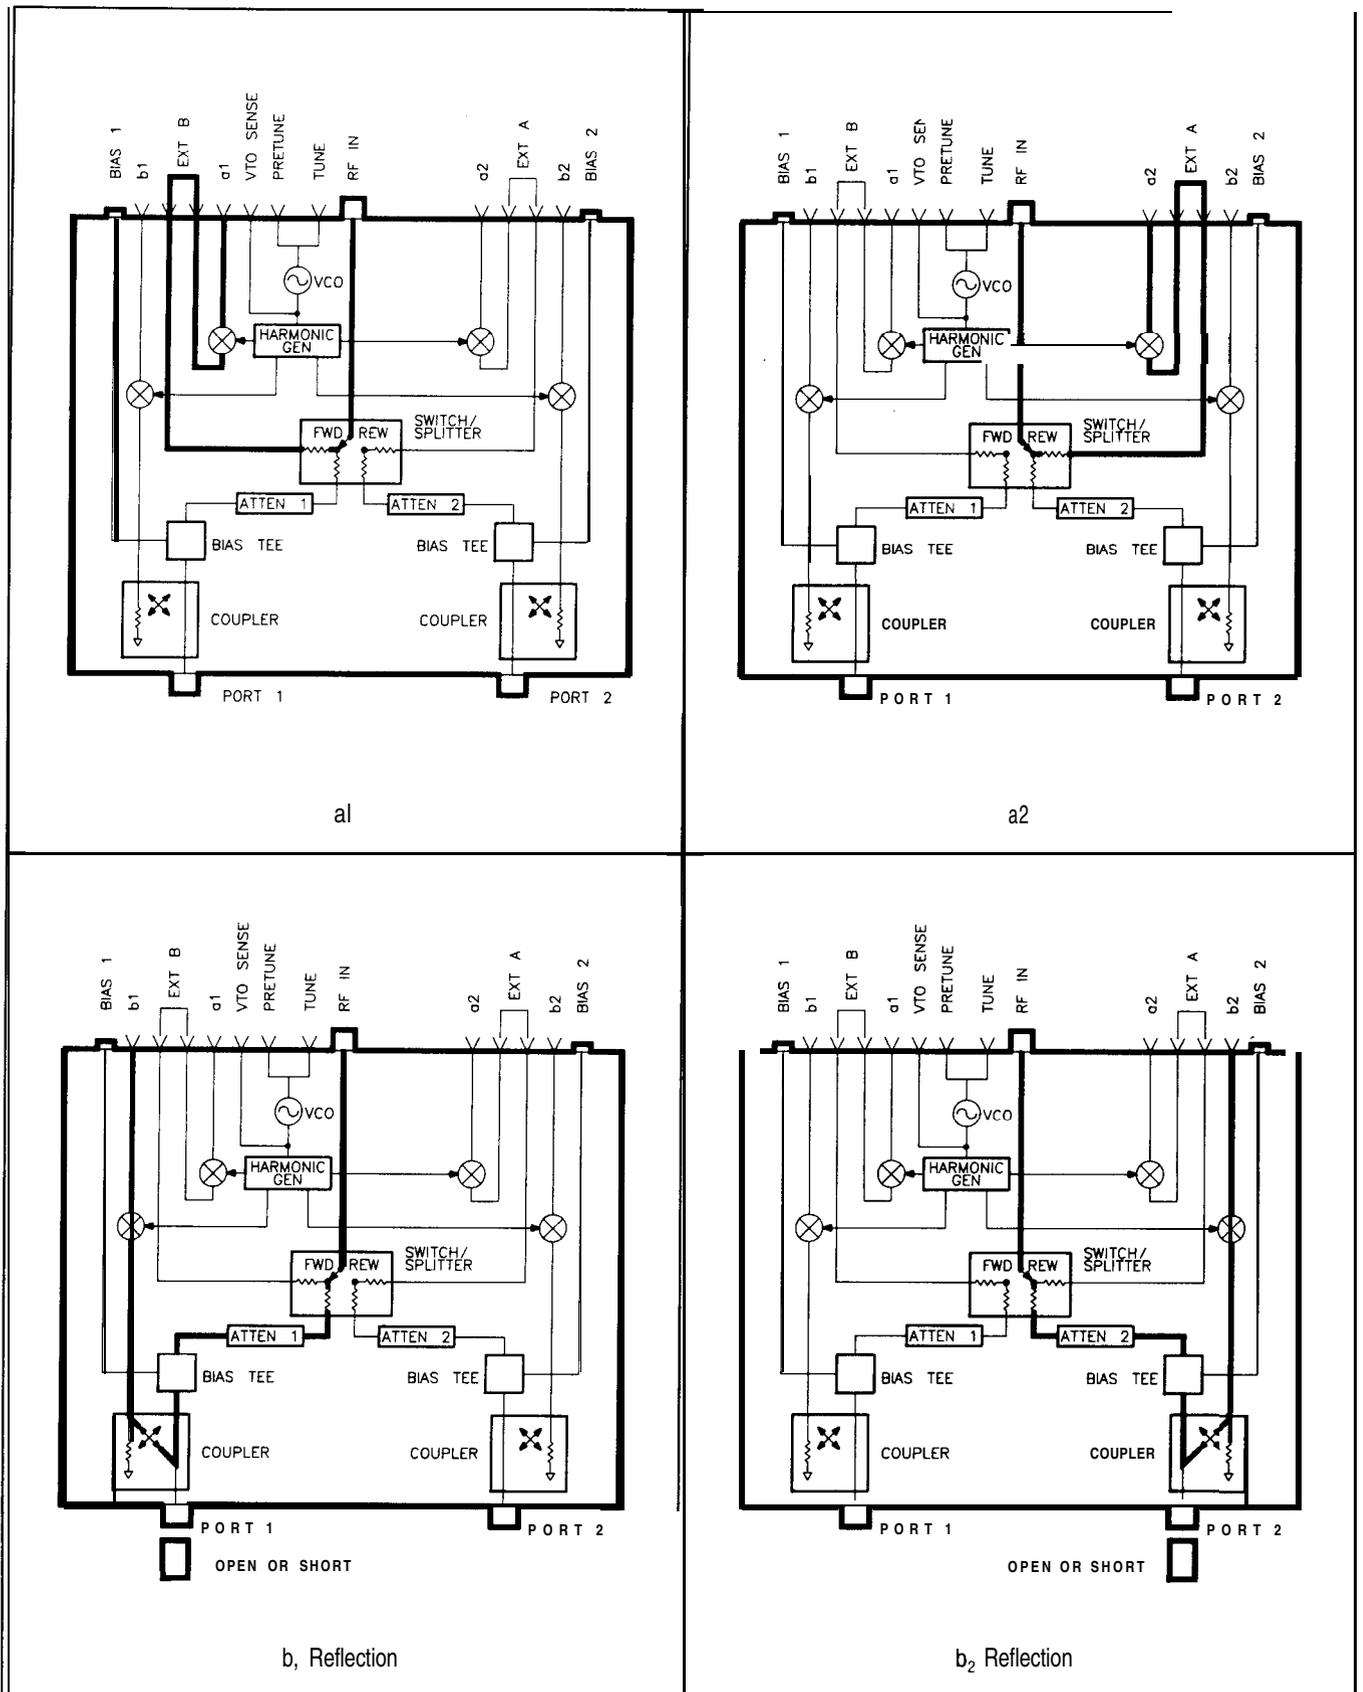 BIAS 1
b1
EXT B
a1
VTO SENSE
PRETUNE
TUNE
RF IN
a2
EXT A
b2
BIAS 2
VCO
HARMONIC
GEN
FWD REW
SWITCH/
SPLITTER
ATTEN 1
ATTEN 2
BIAS TEE
BIAS TEE
COUPLER
COUPLER
PORT 1
PORT 2
al
BIAS 1
b1
EXT B
a1
VTO SEN
PRETUNE
TUNE
RF IN
a2
EXT A
b2
BIAS 2
VCO
HARMONIC
GEN
FWD REW
SWITCH/
SPLITTER
ATTEN 1
ATTEN 2
BIAS TEE
BIAS TEE
COUPLER
COUPLER
PORT 1
PORT 2
a2
BIAS 1
b1
EXT B
a1
VTO SENSE
PRETUNE
TUNE
RF IN
a2
EXT A
b2
BIAS 2
VCO
HARMONIC
GEN
FWD REW
SWITCH/
SPLITTER
ATTEN 1
ATTEN 2
BIAS TEE
BIAS TEE
COUPLER
COUPLER
PORT 1
PORT 2
OPEN OR SHORT
b, Reflection
BIAS 1
b1
EXT B
a1
VTO SENSE
PRETUNE
TUNE
RF IN
a2
EXT A
b2
BIAS 2
VCO
HARMONIC
GEN
FWD REW
SWITCH/
SPLITTER
ATTEN 1
ATTEN 2
BIAS TEE
BIAS TEE
COUPLER
COUPLER
PORT 1
PORT 2
OPEN OR SHORT
b₂ Reflection